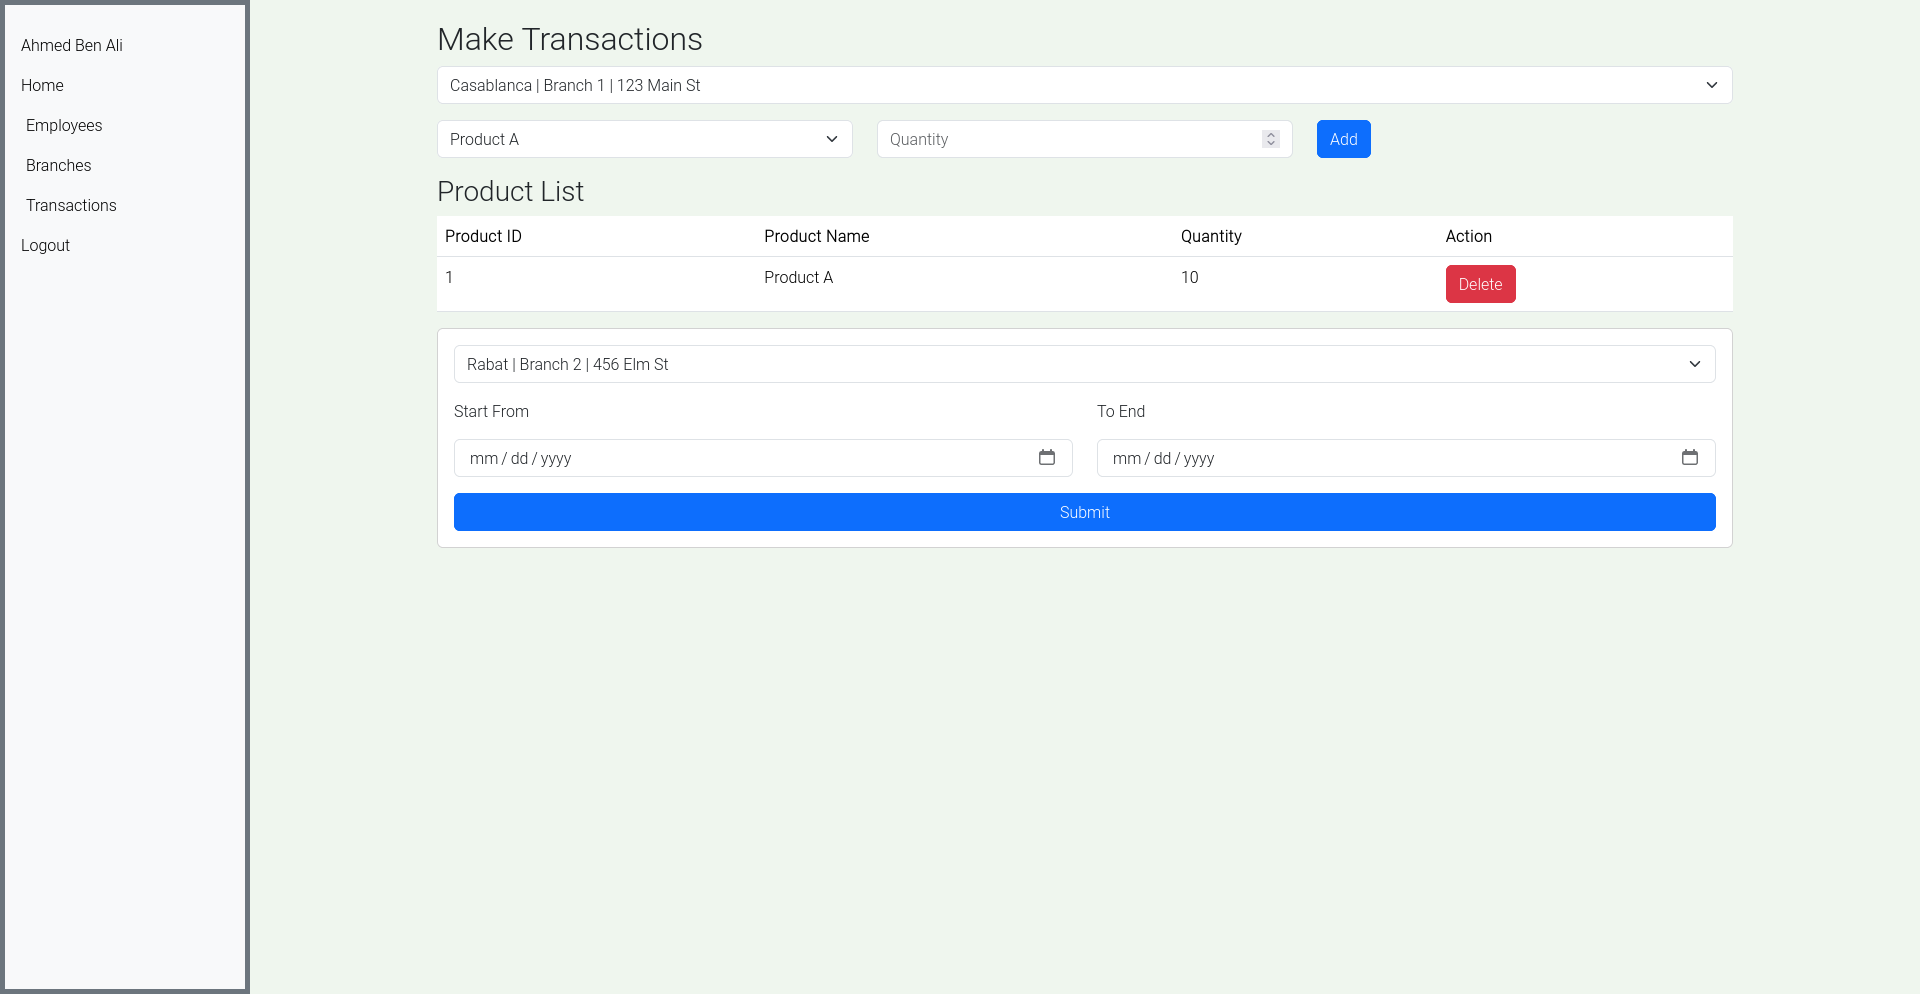 Ahmed Ben Ali
Home
Employees
Branches
Transactions
Logout
Make Transactions
Casablanca | Branch 1 | 123 Main St
Product A
Quantity
Add
Product List
Product ID Product Name Quantity Action
1 Product A 10 Delete
Rabat | Branch 2 | 456 Elm St
Start From To End
mm / dd / yyyy mm / dd / yyyy
Submit